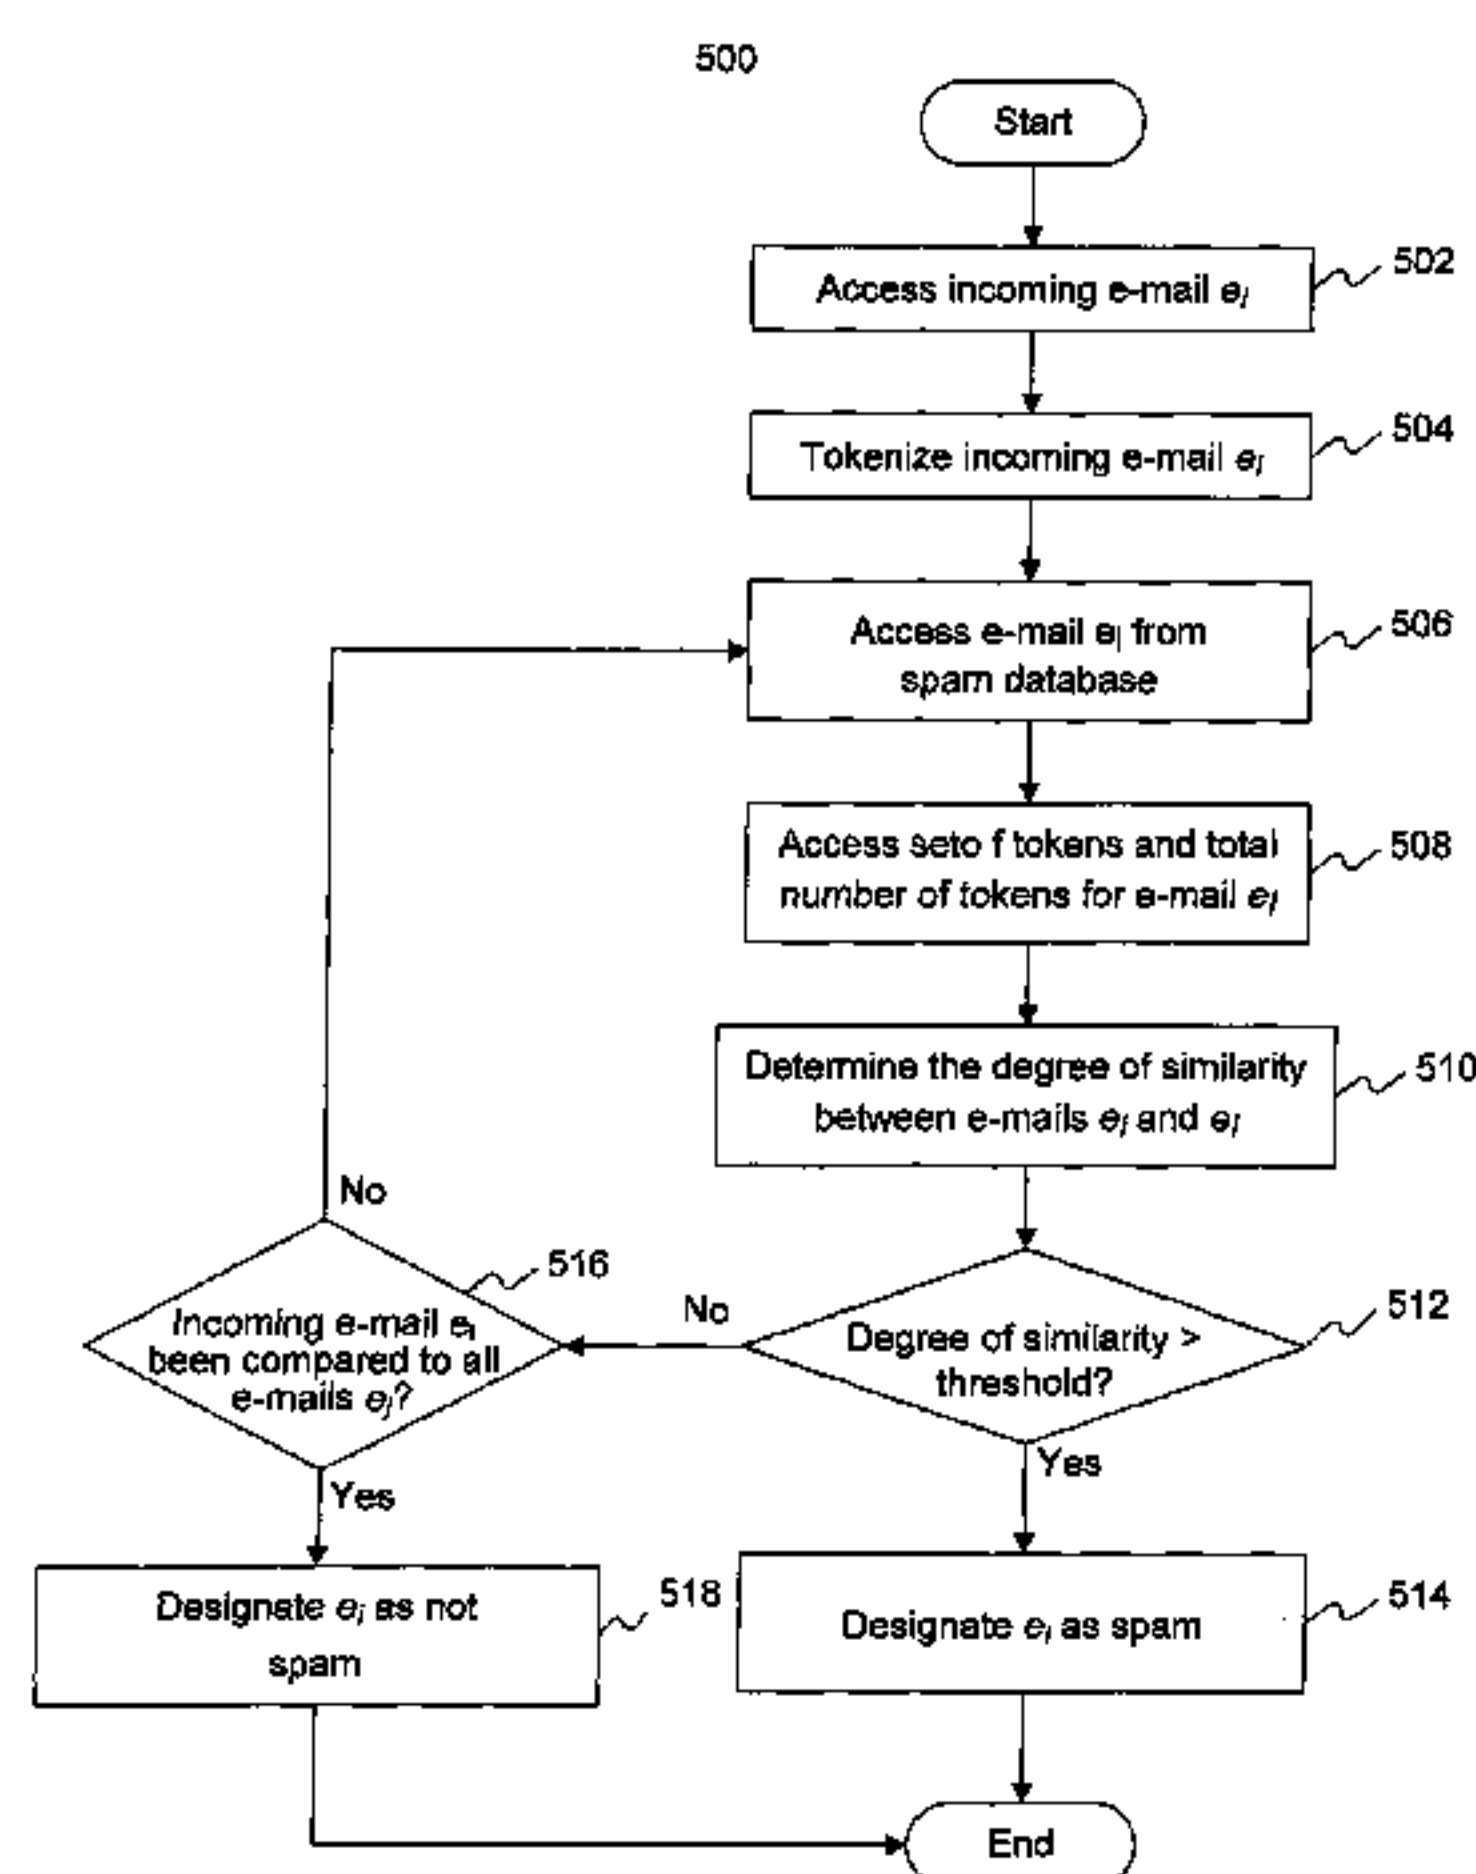 500
Start
Access incoming e-mail ei
502
Tokenize incoming e-mail ei
504
Access e-mail ej from
spam database
506
Access seto f tokens and total
number of tokens for e-mail ej
508
Determine the degree of similarity
between e-mails ei and ej
510
No
516
Incoming e-mail ei
been compared to all
e-mails ej?
No
Degree of similarity >
threshold?
512
Yes
Yes
Designate ei as not
spam
518
Designate ei as spam
514
End